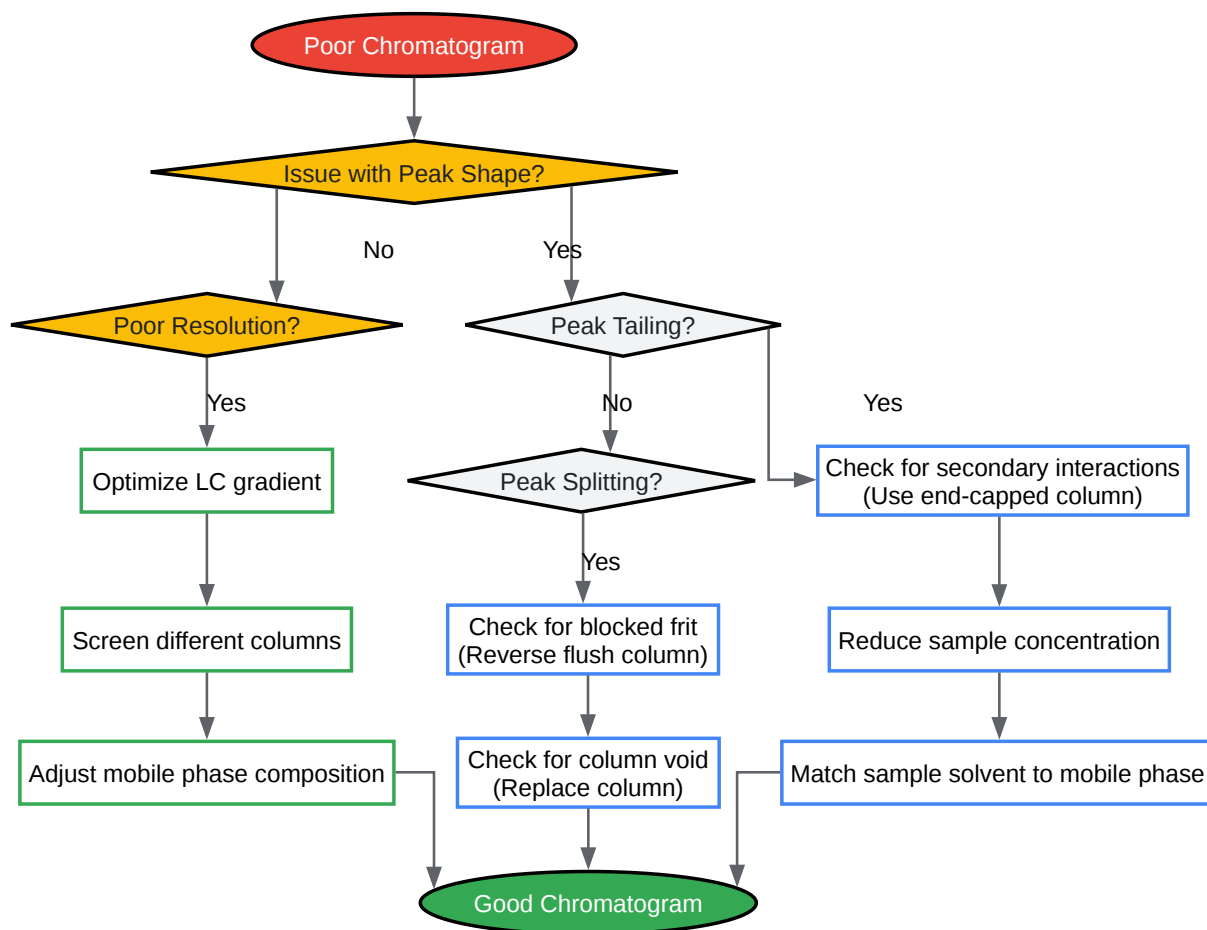 Poor Chromatogram
Issue with Peak Shape?
No
Yes
Poor Resolution?
Peak Tailing?
Yes
No
Yes
Optimize LC gradient
Peak Splitting?
Check for secondary interactions
(Use end-capped column)
Yes
Screen different columns
Check for blocked frit
(Reverse flush column)
Reduce sample concentration
Adjust mobile phase composition
Check for column void
(Replace column)
Match sample solvent to mobile phase
Good Chromatogram